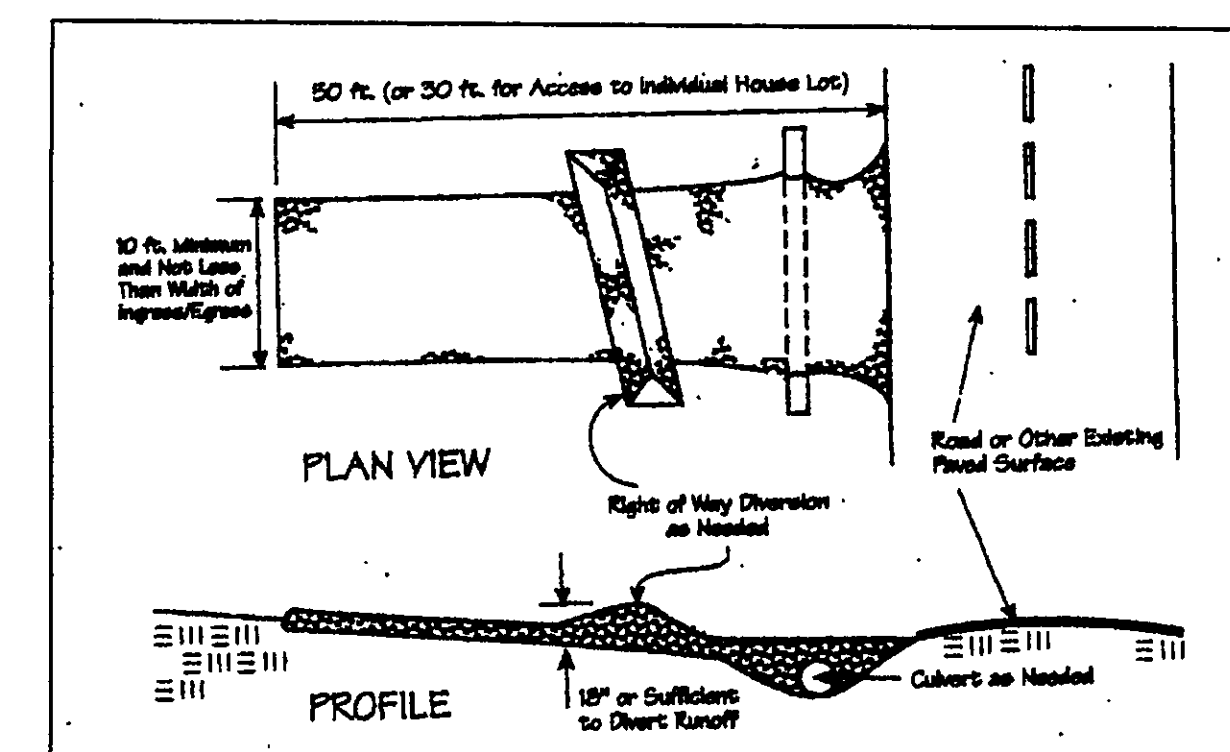 50 ft. (or 30 ft. for Access to Individual House Lot)
10 ft. Minimum
and Not Less
Than Width of
Ingress/Egress
PLAN VIEW
Road or Other Existing
Paved Surface
Right of Way Diversion
as Needed
18" or Sufficient
to Divert Runoff
Culvert as Needed
PROFILE